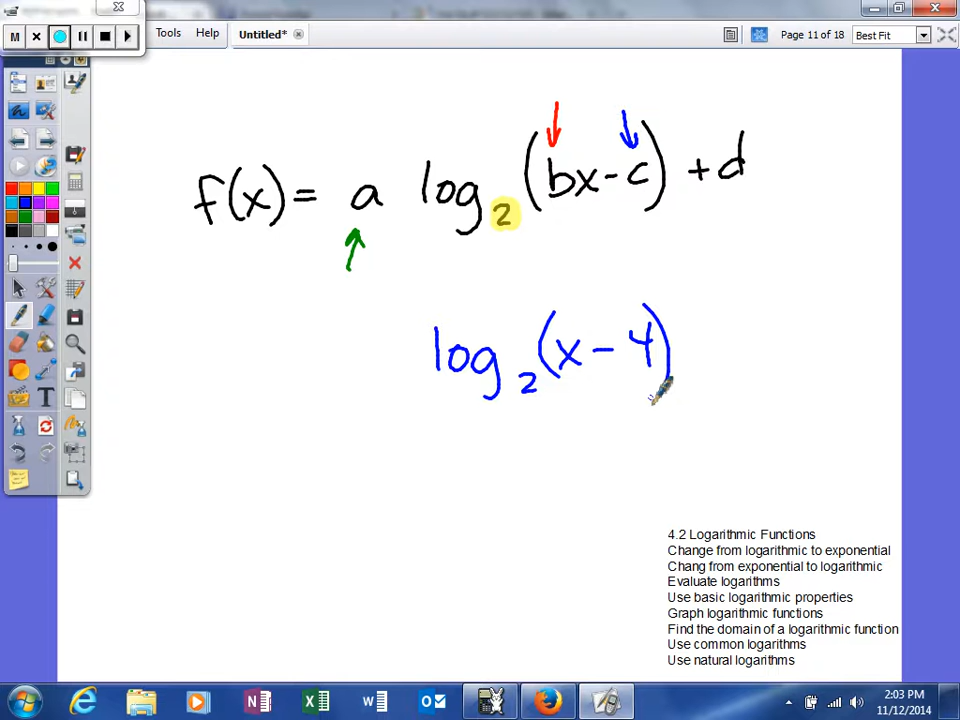 M
Tools Help Untitled* Page 11 of 18 Best Fit
f(x) = a log₂ (bx-c) + d
log₂ (x - 4)
4.2 Logarithmic Functions
Change from logarithmic to exponential
Chang from exponential to logarithmic
Evaluate logarithms
Use basic logarithmic properties
Graph logarithmic functions
Find the domain of a logarithmic function
Use common logarithms
Use natural logarithms
2:03 PM
11/12/2014